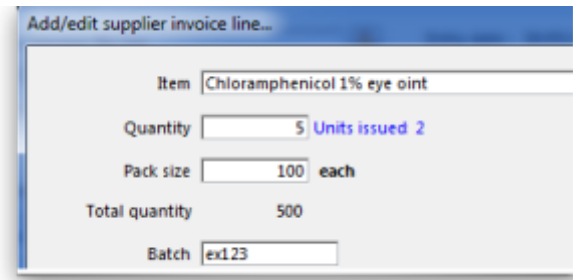 Add/edit supplier invoice line...
Item Chloramphenicol 1% eye oint
Quantity 5 Units issued 2
Pack size 100 each
Total quantity 500
Batch ex123